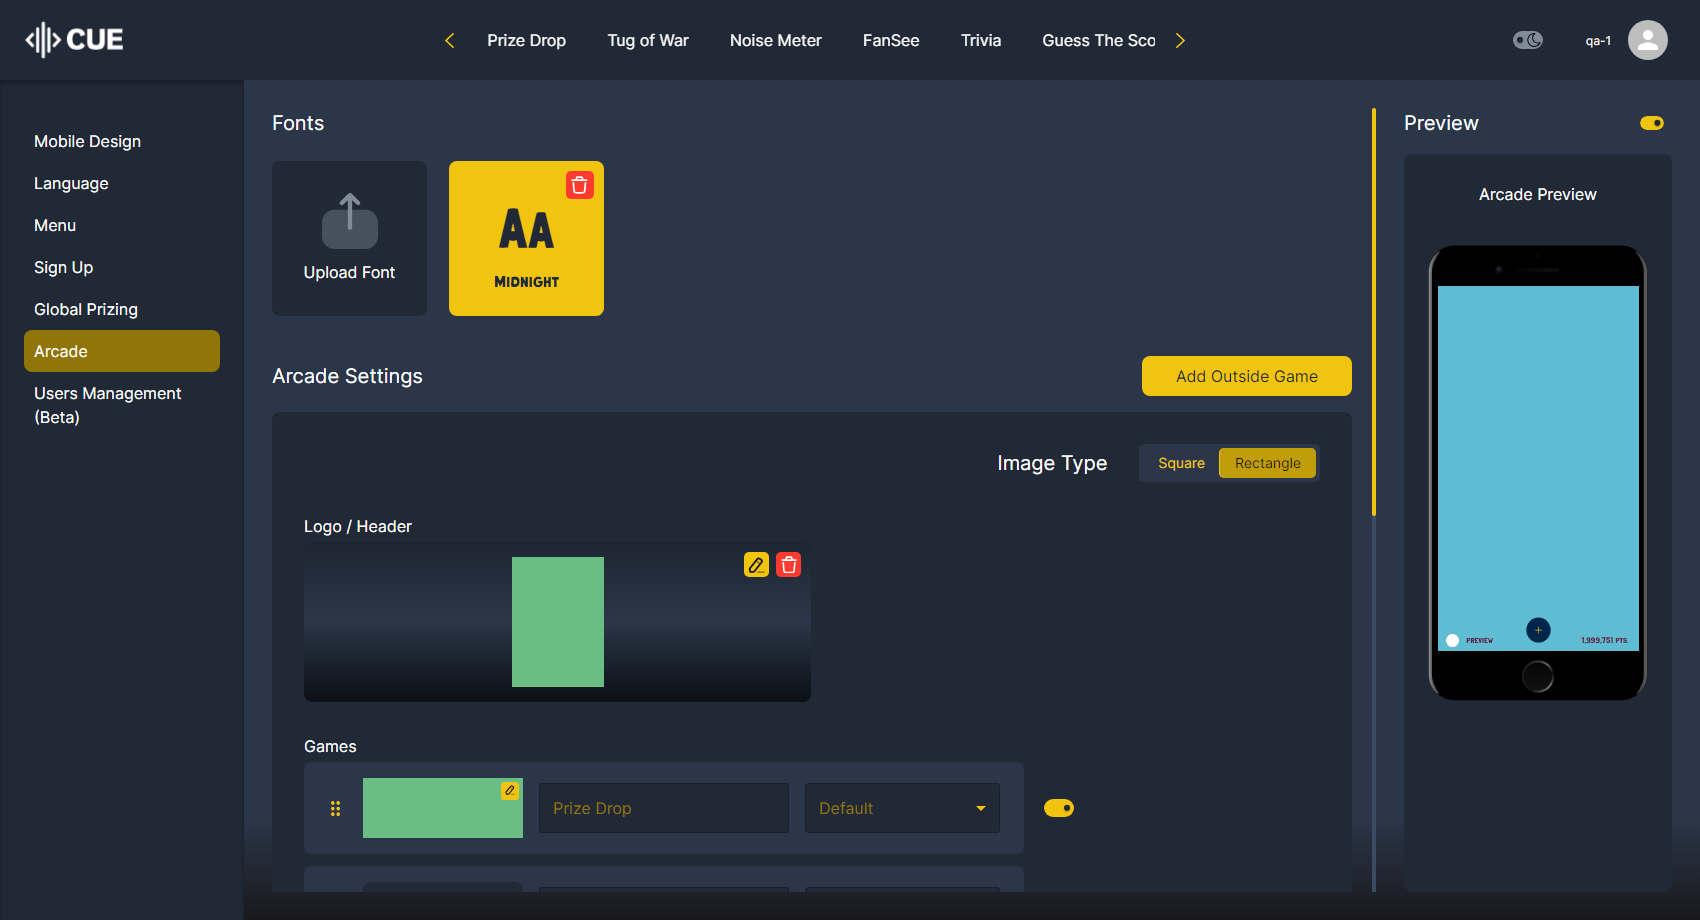 CUE
Prize Drop
Tug of War
Noise Meter
FanSee
Trivia
Guess The Sco
qa-1
Mobile Design
Language
Menu
Sign Up
Global Prizing
Arcade
Users Management
(Beta)
Fonts
Upload Font
AA
MIDNIGHT
Arcade Settings
Add Outside Game
Image Type
Square
Rectangle
Logo / Header
Games
Prize Drop
Default
Preview
Arcade Preview
PREVIEW
1,999,751 PTS.